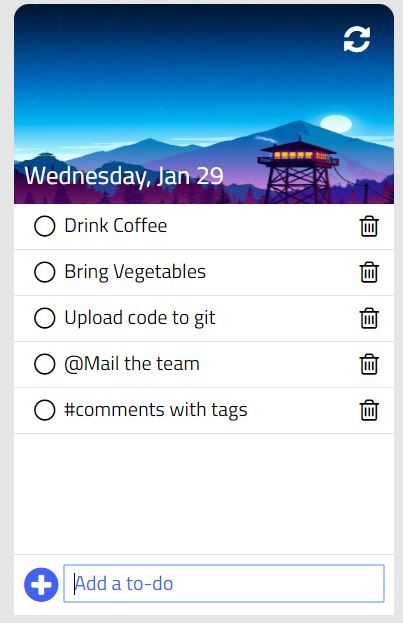 Wednesday, Jan 29
Drink Coffee
Bring Vegetables
Upload code to git
@Mail the team
#comments with tags
Add a to-do